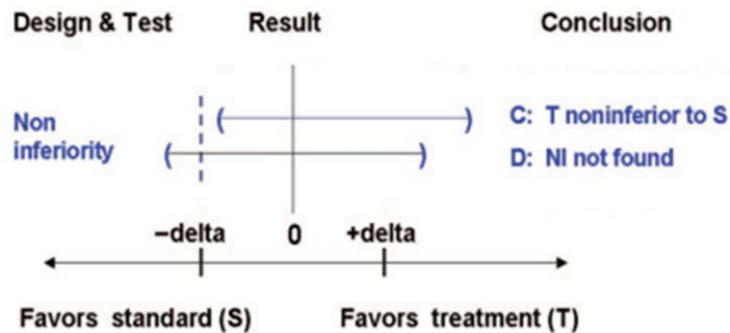 Design & Test Result Conclusion
Non
inferiority
C: T noninferior to S
D: NI not found
−delta 0 +delta
Favors standard (S) Favors treatment (T)